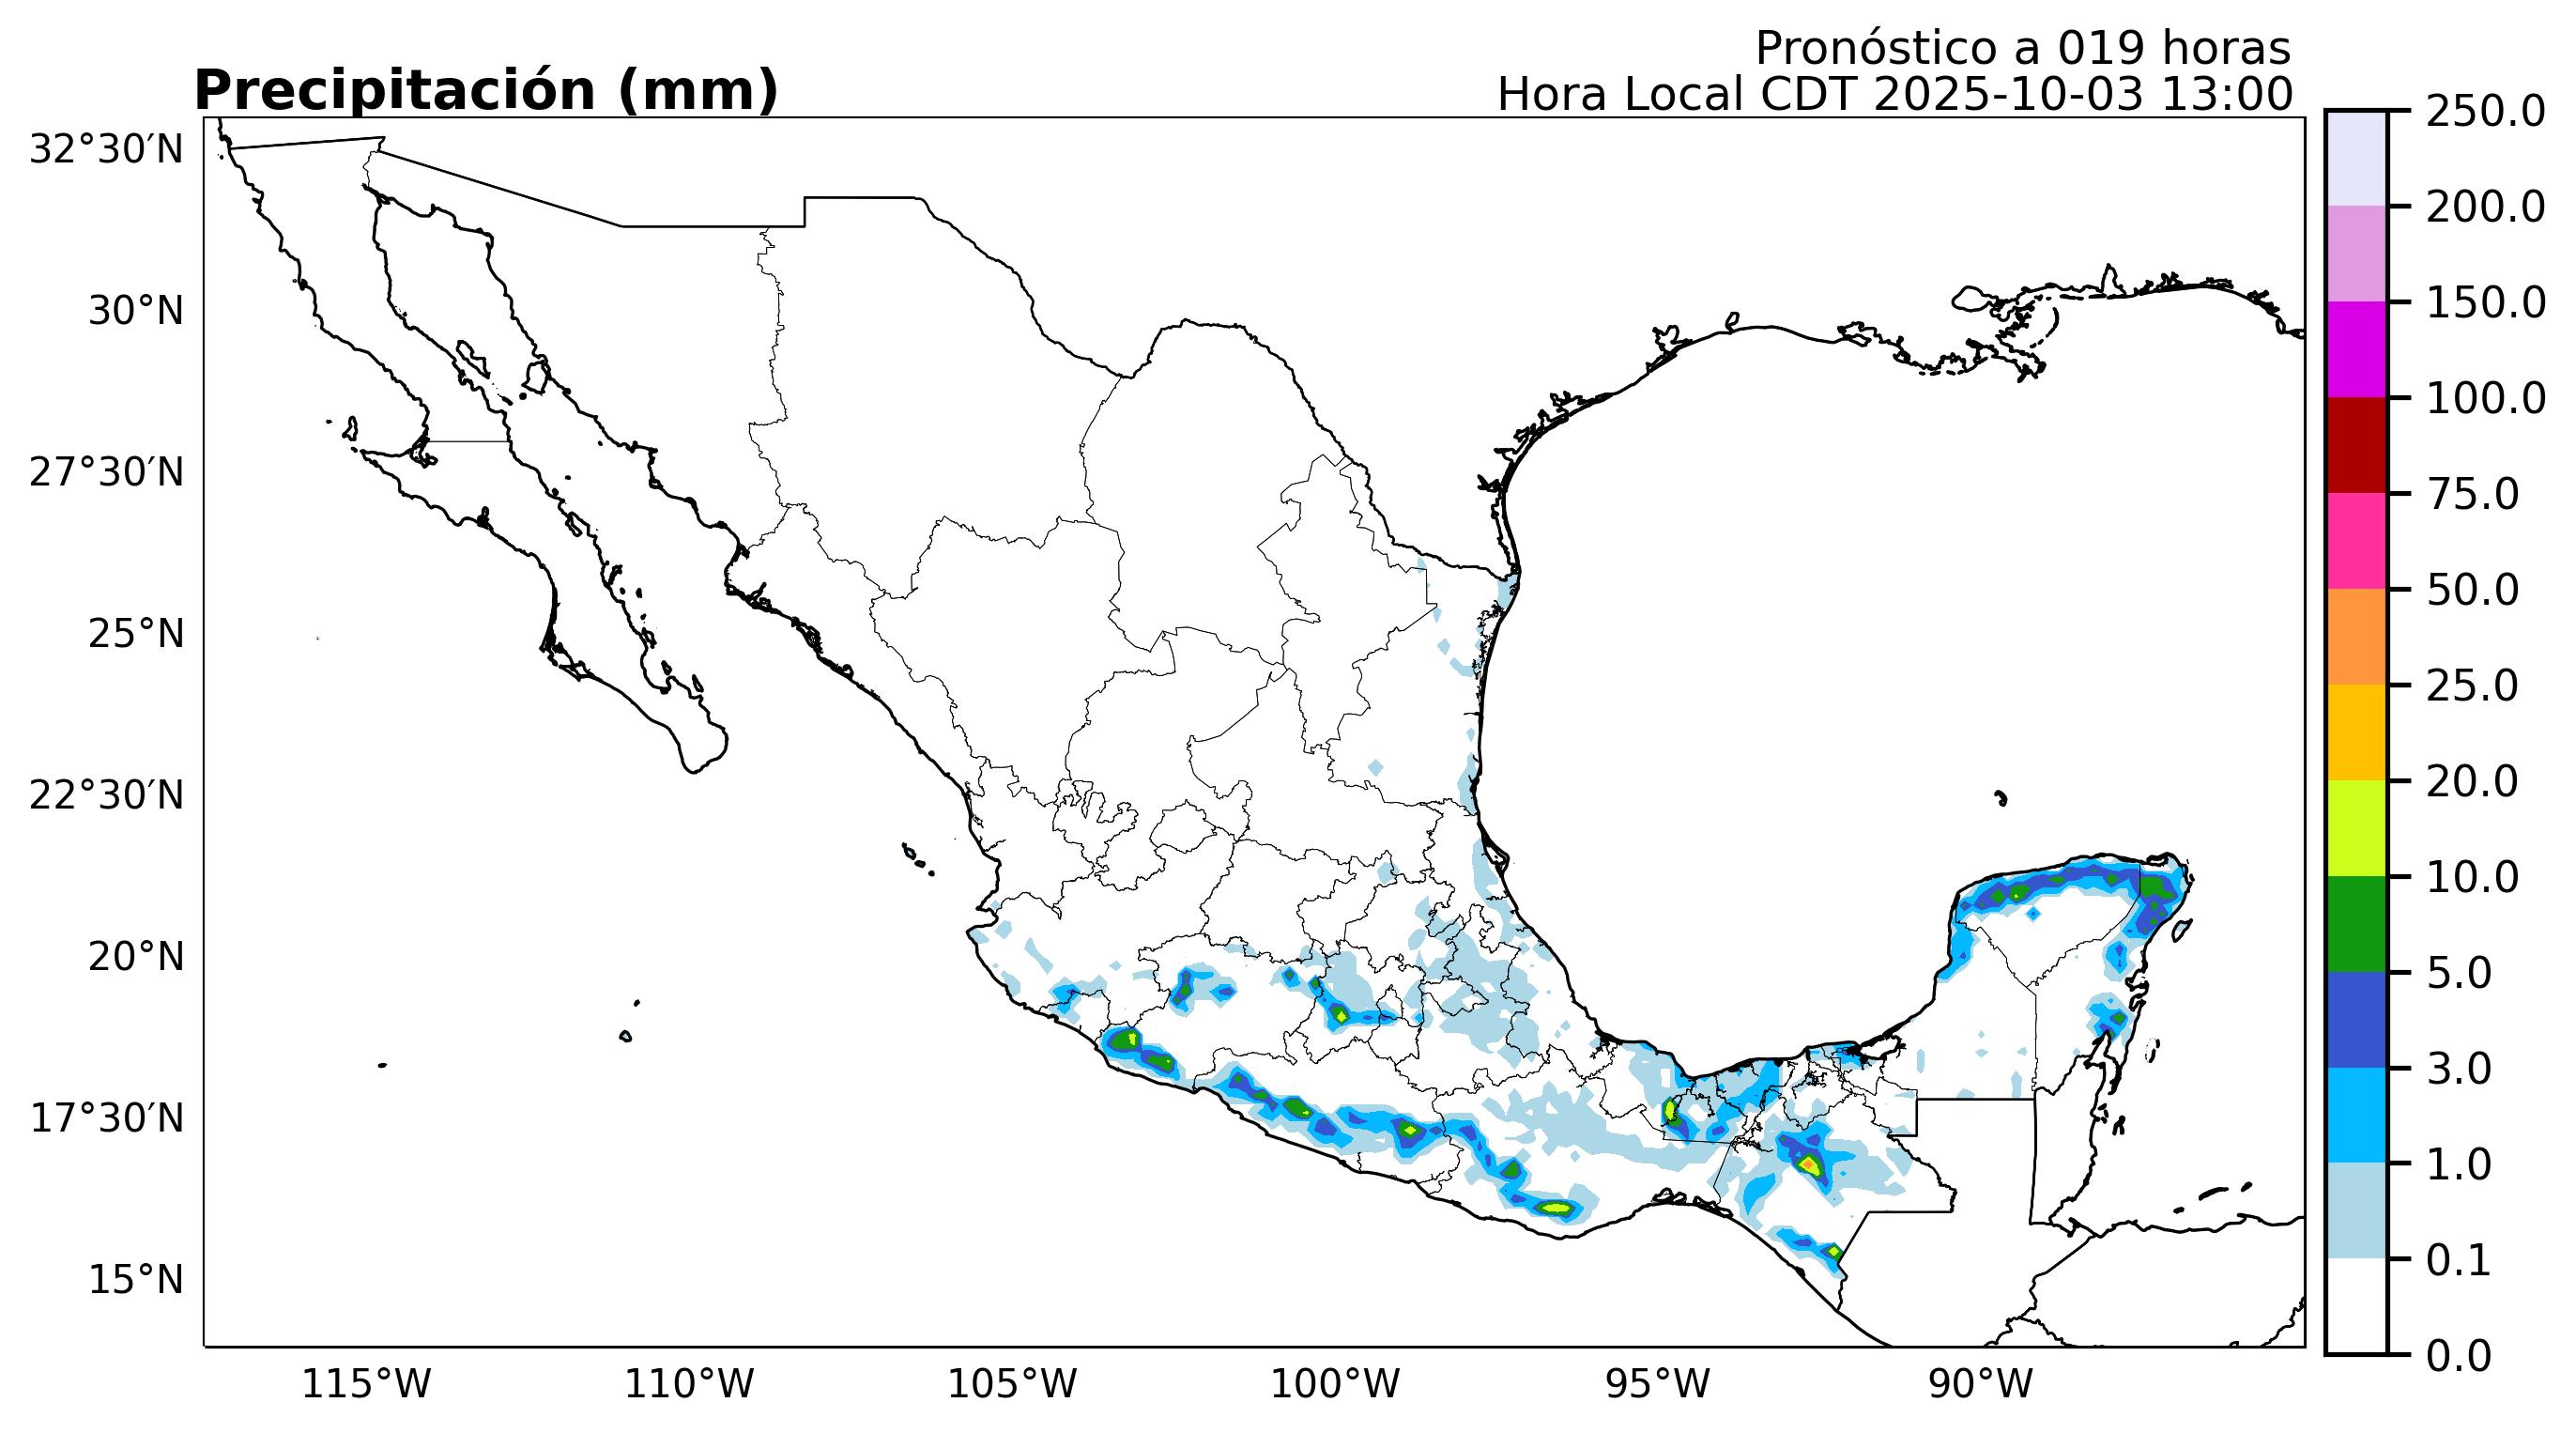 Pronóstico a 019 horas
Precipitación (mm)
Hora Local CDT 2025-10-03 13:00
32°30′N
30°N
27°30′N
25°N
22°30′N
20°N
17°30′N
15°N
115°W
110°W
105°W
100°W
95°W
90°W
250.0
200.0
150.0
100.0
75.0
50.0
25.0
20.0
10.0
5.0
3.0
1.0
0.1
0.0